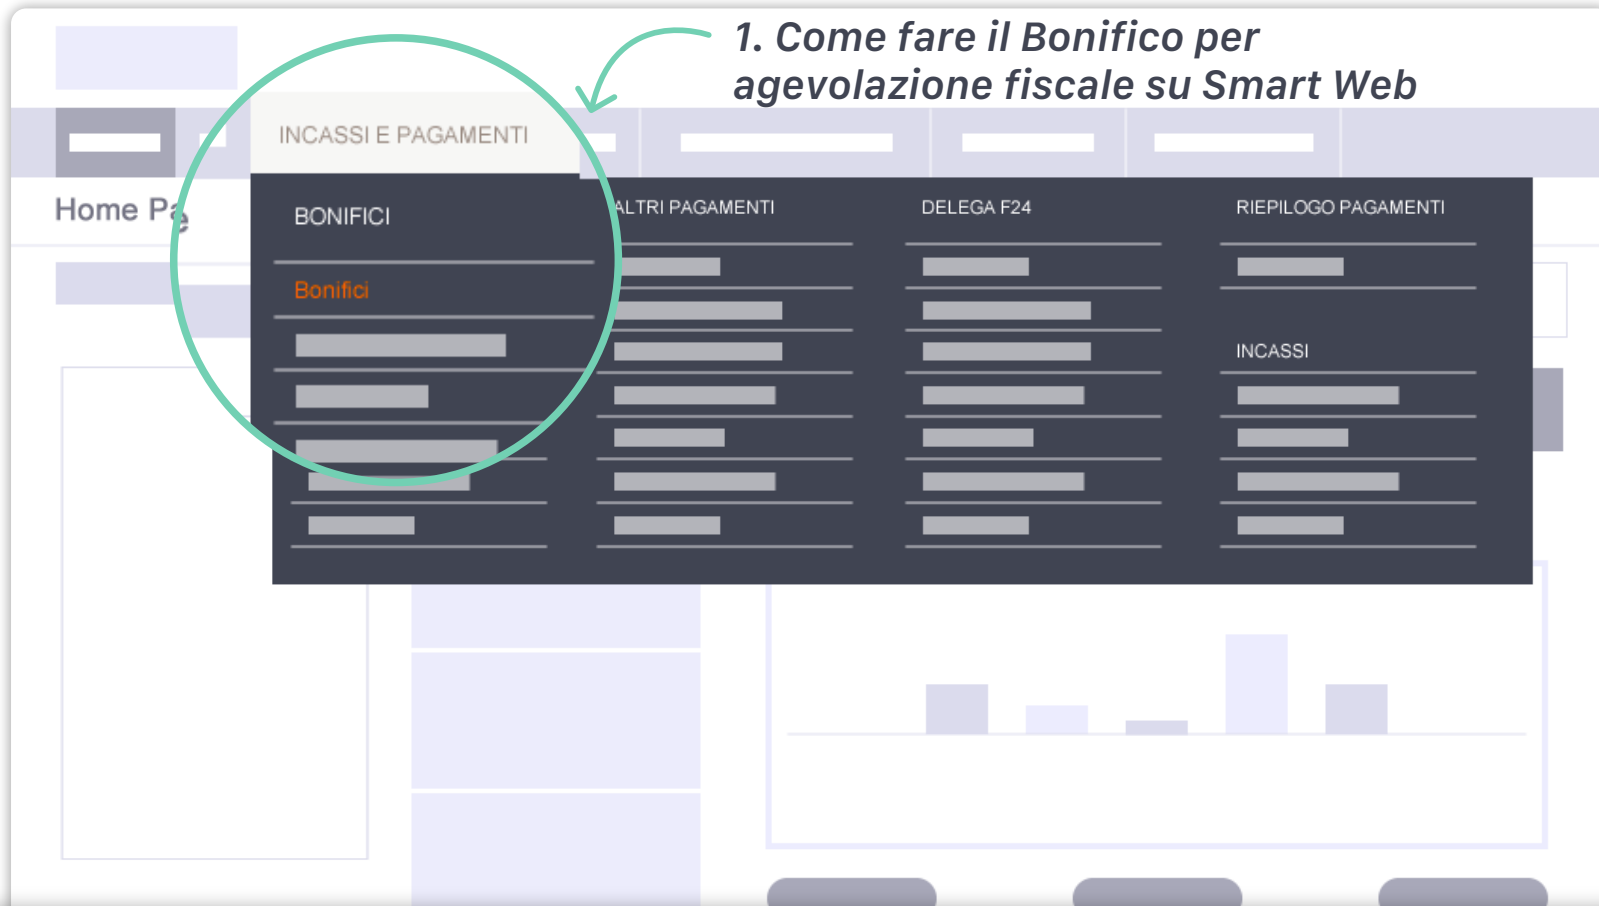 1. Come fare il Bonifico per
agevolazione fiscale su Smart Web
INCASSI E PAGAMENTI
Home
BONIFICI
ALTRI PAGAMENTI
DELEGA F24
RIEPILOGO PAGAMENTI
Bonifici
INCASSI